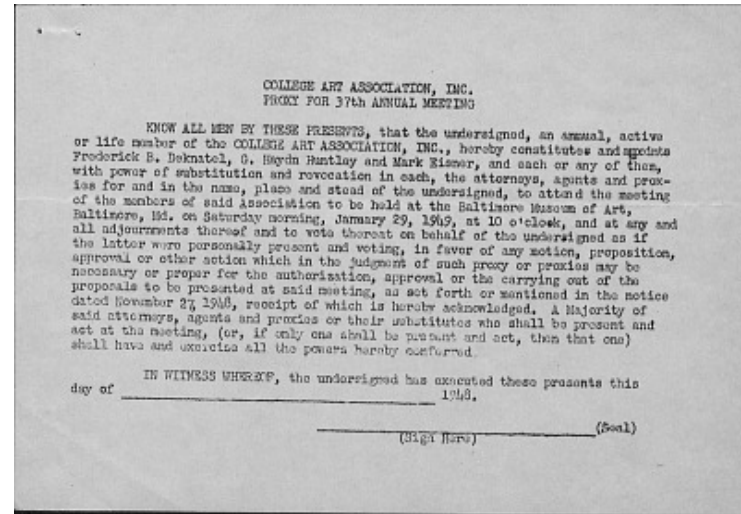 COLLEGE ART ASSOCIATION, INC.
PROXY FOR 37th ANNUAL MEETING
KNOW ALL MEN BY THESE PRESENTS, that the undersigned, an annual, active
or life member of the COLLEGE ART ASSOCIATION, INC., hereby constitutes and appoints
Frederick B. Deknatel, G. Haydn Huntley and Mark Eisner, and each or any of them,
with power of substitution and revocation in each, the attorneys, agents and prox-
ies for and in the name, place and stead of the undersigned, to attend the meeting
of the members of said Association to be held at the Baltimore Museum of Art,
Baltimore, Md. on Saturday morning, January 29, 1949, at 10 o'clock, and at any and
all adjournments thereof and to vote thereat on behalf of the undersigned as if
the latter were personally present and voting, in favor of any motion, proposition,
approval or other action which in the judgment of such proxy or proxies may be
necessary or proper for the authorization, approval or the carrying out of the
proposals to be presented at said meeting, as set forth or mentioned in the notice
dated November 27, 1948, receipt of which is hereby acknowledged. A Majority of
said attorneys, agents and proxies or their substitutes who shall be present and
act at the meeting, (or, if only one shall be present and act, then that one)
shall have and exercise all the powers hereby conferred.
IN WITNESS WHEREOF, the undersigned has executed these presents this
day of 1948.
(Seal)
(Sign Here)